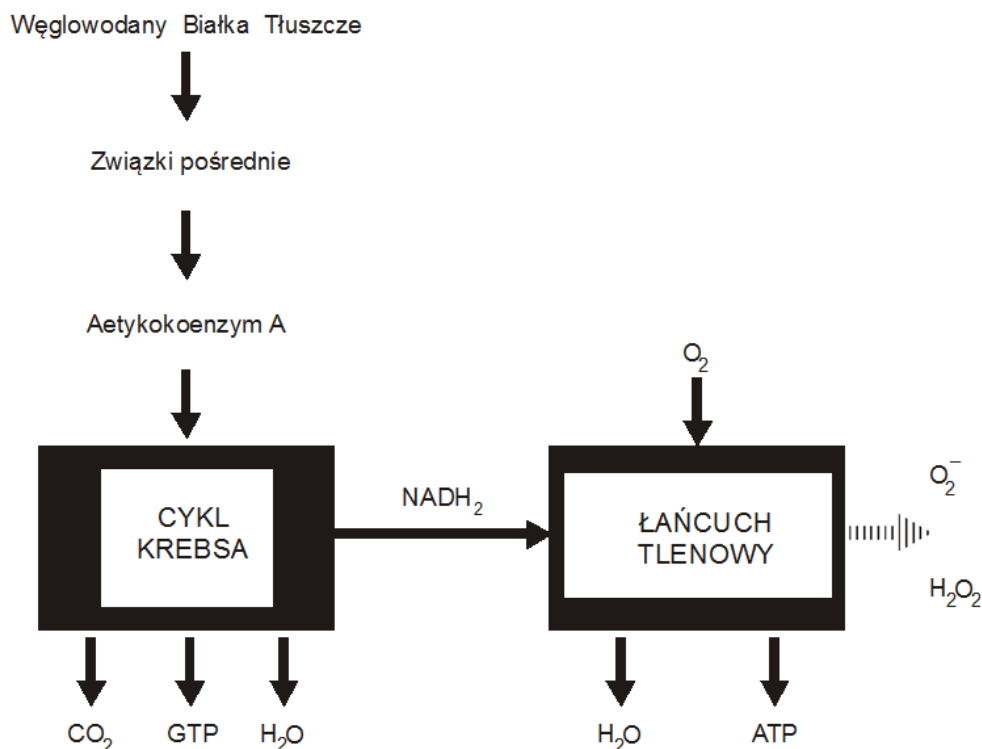 Węglowodany Białka Tłuszcze
Związki pośrednie
Aetykokoenzym A
O₂
CYKL
KREBSA
NADH₂
ŁAŃCUCH
TLENOWY
O₂⁻
H₂O₂
CO₂ GTP H₂O
H₂O ATP